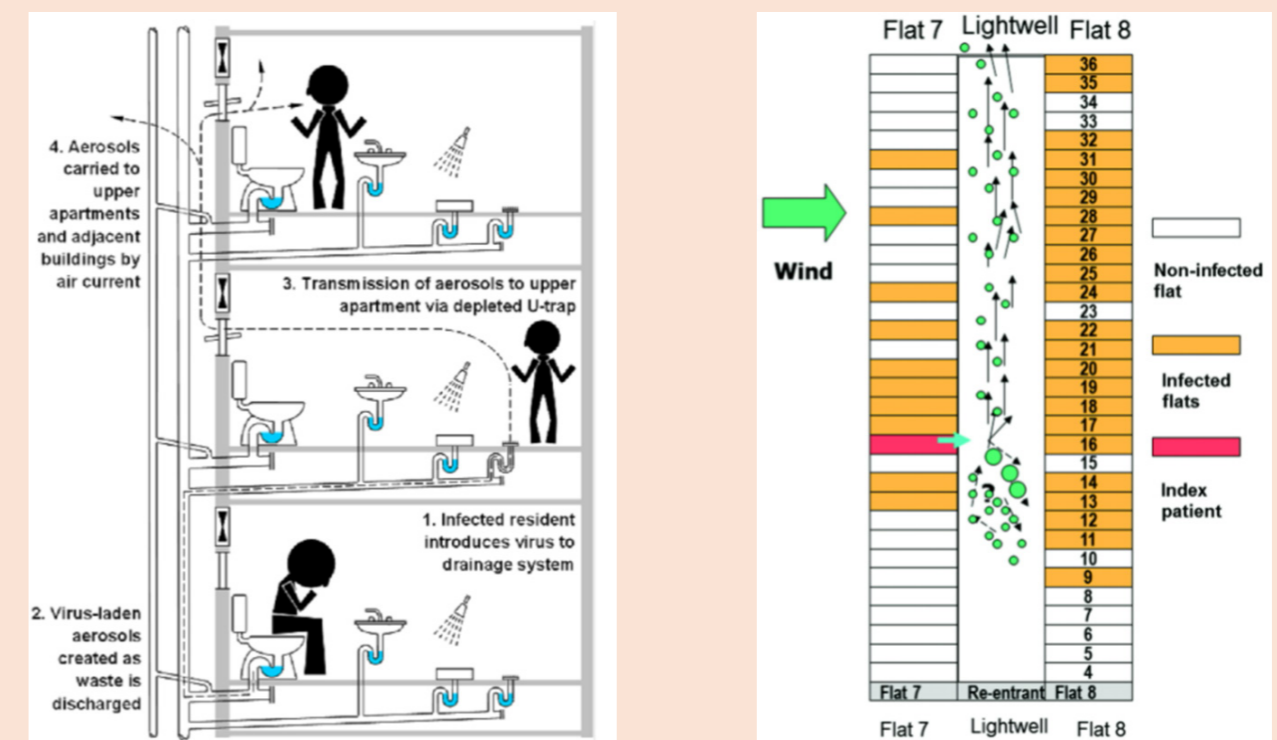 4. Aerosols
carried to
upper
apartments
and adjacent
buildings by
air current
3. Transmission of aerosols to upper
apartment via depleted U-trap
1. Infected resident
introduces virus to
drainage system
2. Virus-laden
aerosols
created as
waste is
discharged
Flat 7 Lightwell Flat 8
36
35
34
33
32
31
30
29
28
27
26
25
24
23
22
21
20
19
18
17
16
15
14
13
12
11
10
9
8
7
6
5
4
Flat 7 Re-entrant Flat 8
Flat 7 Lightwell Flat 8
Wind
Non-infected
flat
Infected
flats
Index
patient